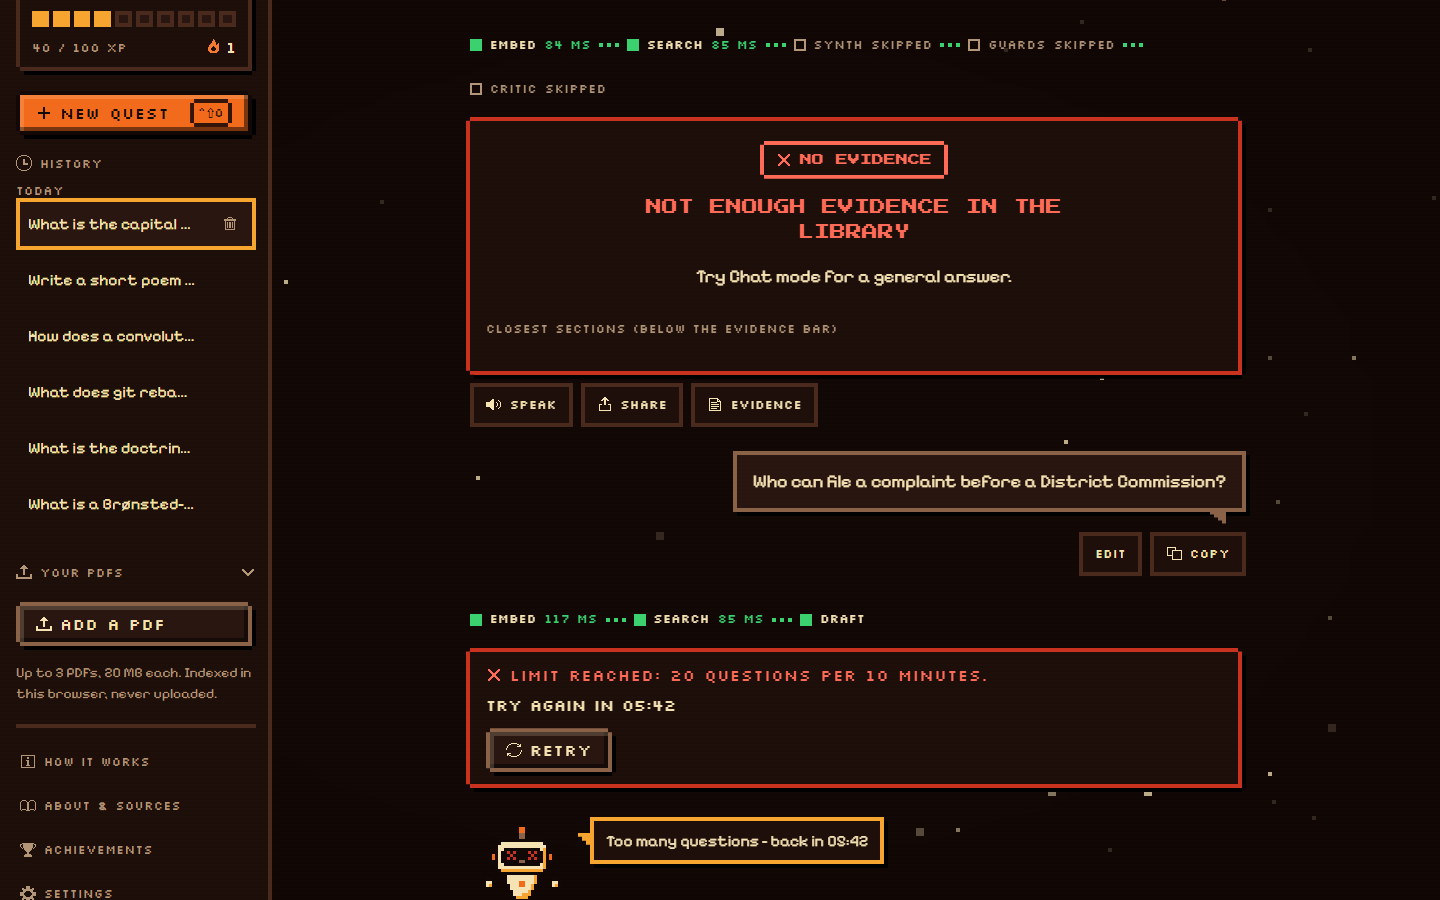 40 / 100 XP
1
+ NEW QUEST ^⇧O
HISTORY
TODAY
What is the capital ...
Write a short poem ...
How does a convolut...
What does git reba...
What is the doctrin...
What is a Brønsted-...
YOUR PDFS
ADD A PDF
Up to 3 PDFs, 20 MB each. Indexed in
this browser, never uploaded.
HOW IT WORKS
ABOUT & SOURCES
ACHIEVEMENTS
SETTINGS
EMBED 84 MS SEARCH 85 MS SYNTH SKIPPED GUARDS SKIPPED
CRITIC SKIPPED
NO EVIDENCE
NOT ENOUGH EVIDENCE IN THE
LIBRARY
Try Chat mode for a general answer.
CLOSEST SECTIONS (BELOW THE EVIDENCE BAR)
SPEAK SHARE EVIDENCE
Who can file a complaint before a District Commission?
EDIT COPY
EMBED 117 MS SEARCH 85 MS DRAFT
LIMIT REACHED: 20 QUESTIONS PER 10 MINUTES.
TRY AGAIN IN 05:42
RETRY
Too many questions - back in 05:42